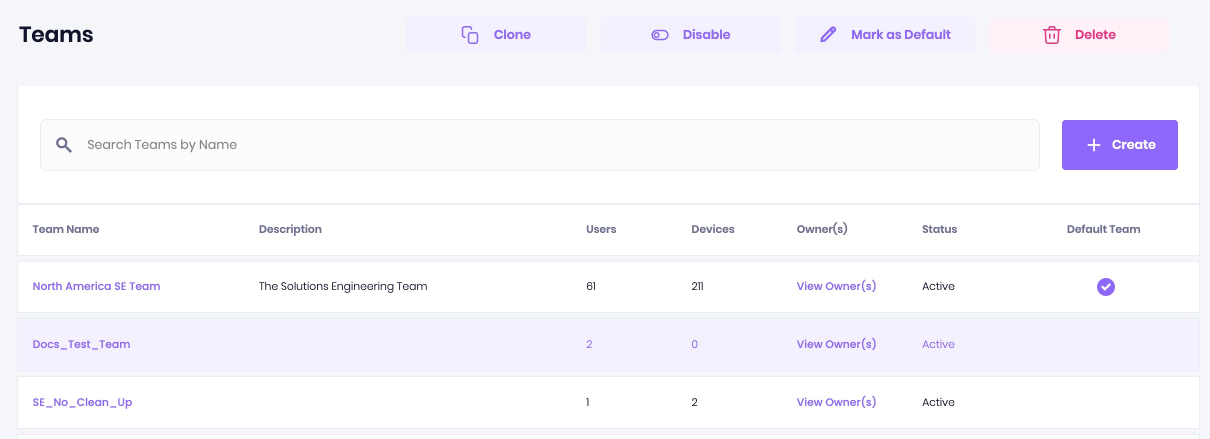 Teams Clone Disable Mark as Default Delete
Search Teams by Name Create
Team Name Description Users Devices Owner(s) Status Default Team
North America SE Team The Solutions Engineering Team 61 211 View Owner(s) Active
Docs_Test_Team 2 0 View Owner(s) Active
SE_No_Clean_Up 1 2 View Owner(s) Active